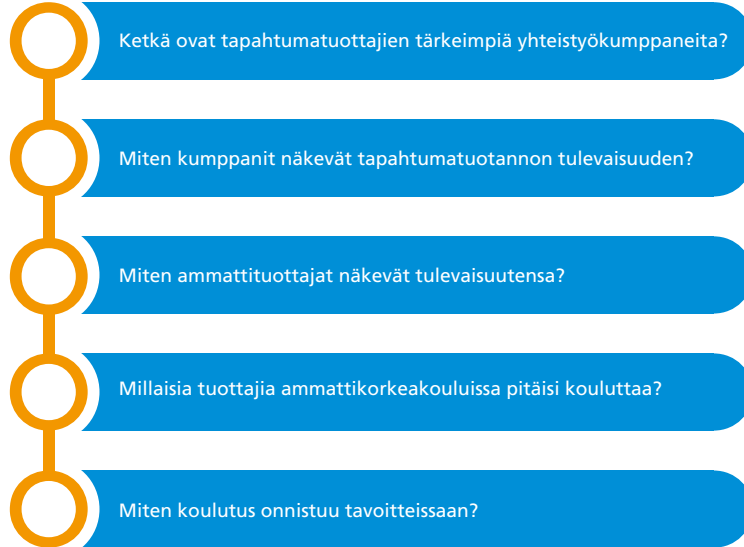 Ketkä ovat tapahtumatuottajien tärkeimpiä yhteistyökumppaneita?
Miten kumppanit näkevät tapahtumatuotannon tulevaisuuden?
Miten ammattituottajat näkevät tulevaisuutensa?
Millaisia tuottajia ammattikorkeakouluissa pitäisi kouluttaa?
Miten koulutus onnistuu tavoitteissaan?